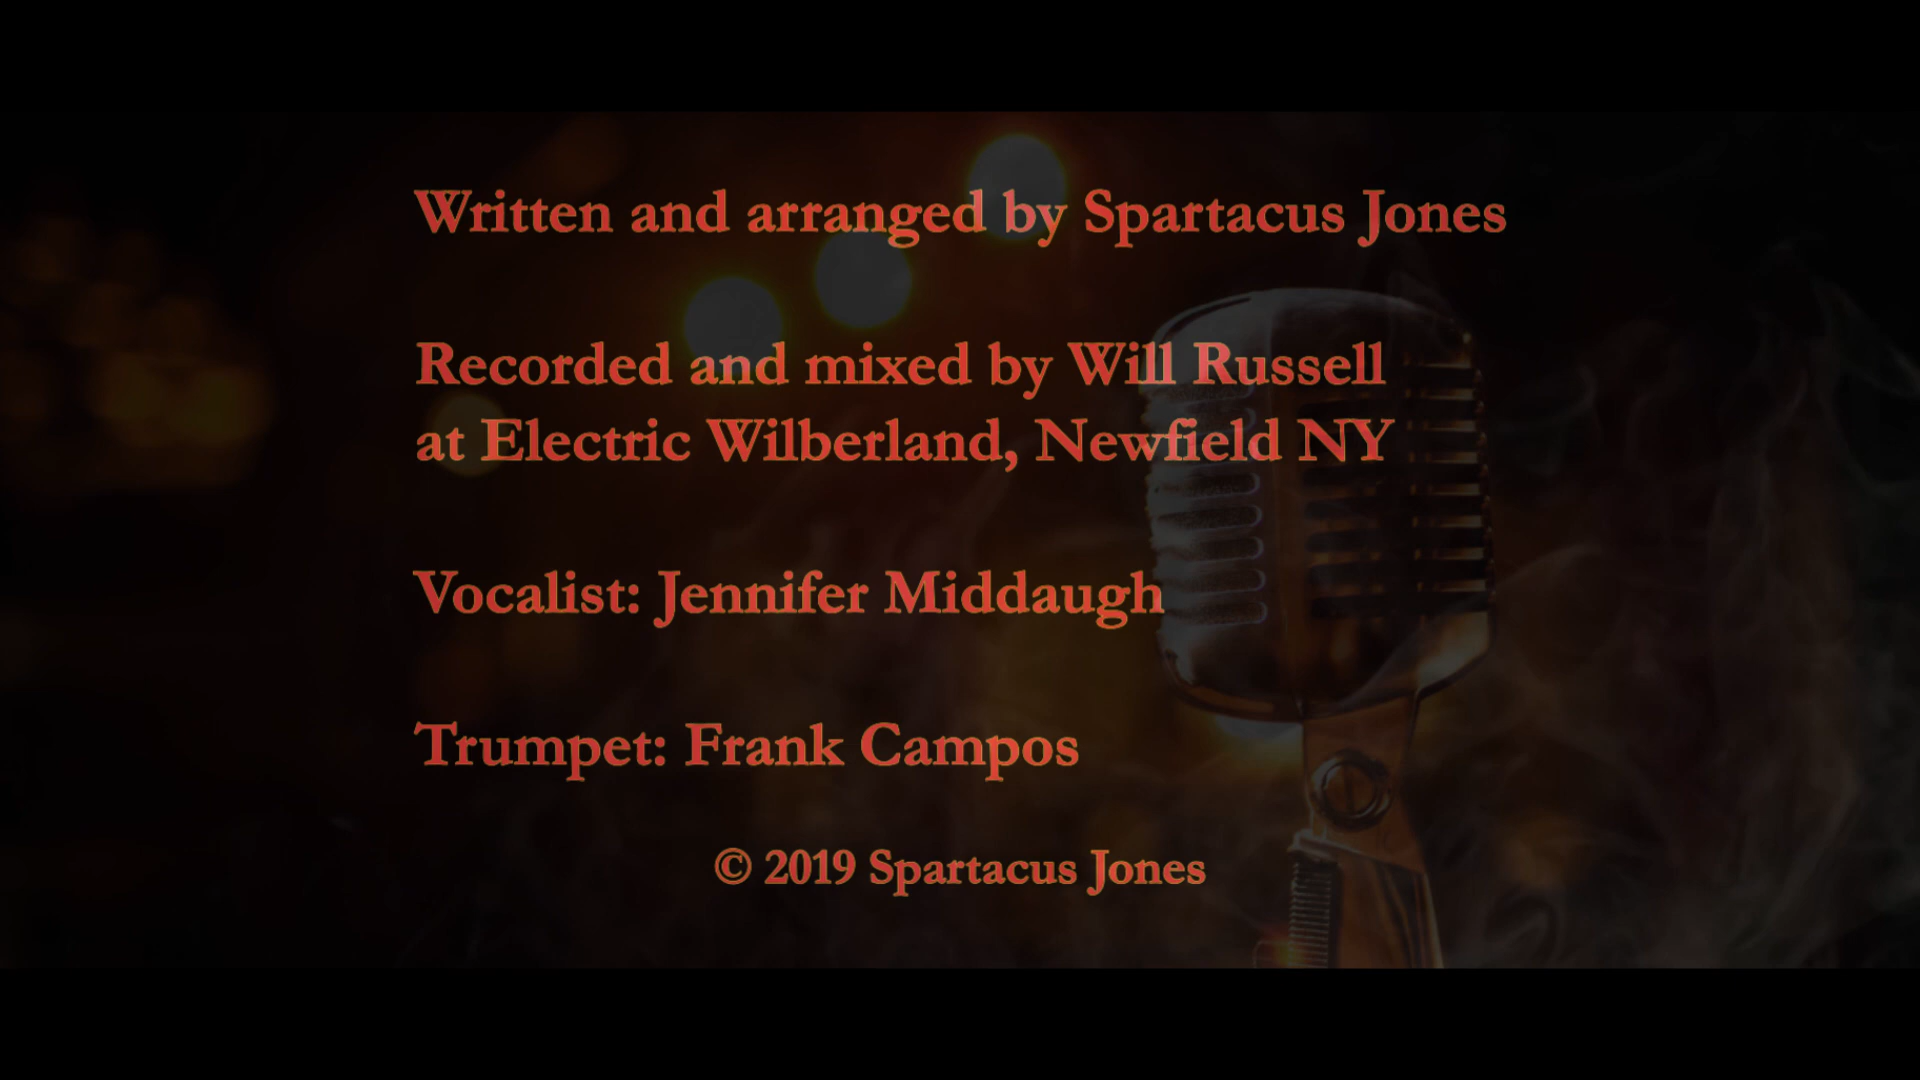 Written and arranged by Spartacus Jones
Recorded and mixed by Will Russell
at Electric Wilberland, Newfield NY
Vocalist: Jennifer Middaugh
Trumpet: Frank Campos
© 2019 Spartacus Jones